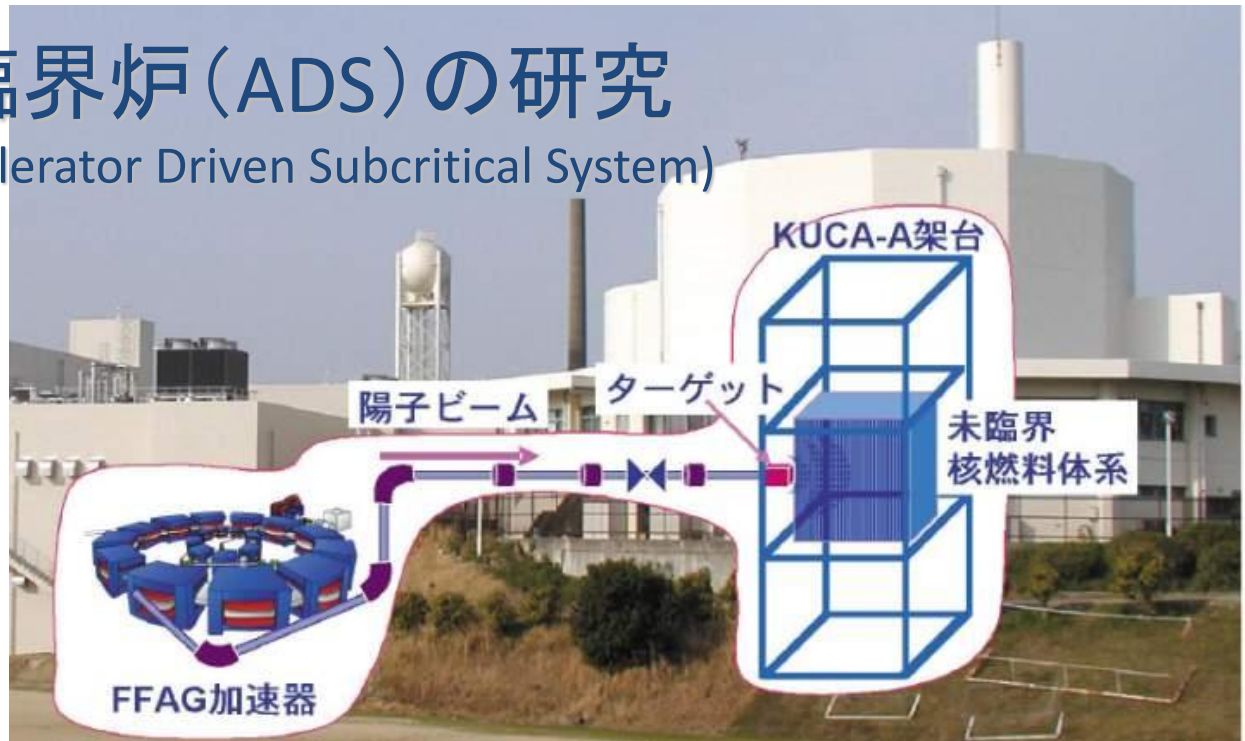 臨界炉（ADS）の研究
lerator Driven Subcritical System)
KUCA-A架台
陽子ビーム
ターゲット
未臨界
核燃料体系
FFAG加速器